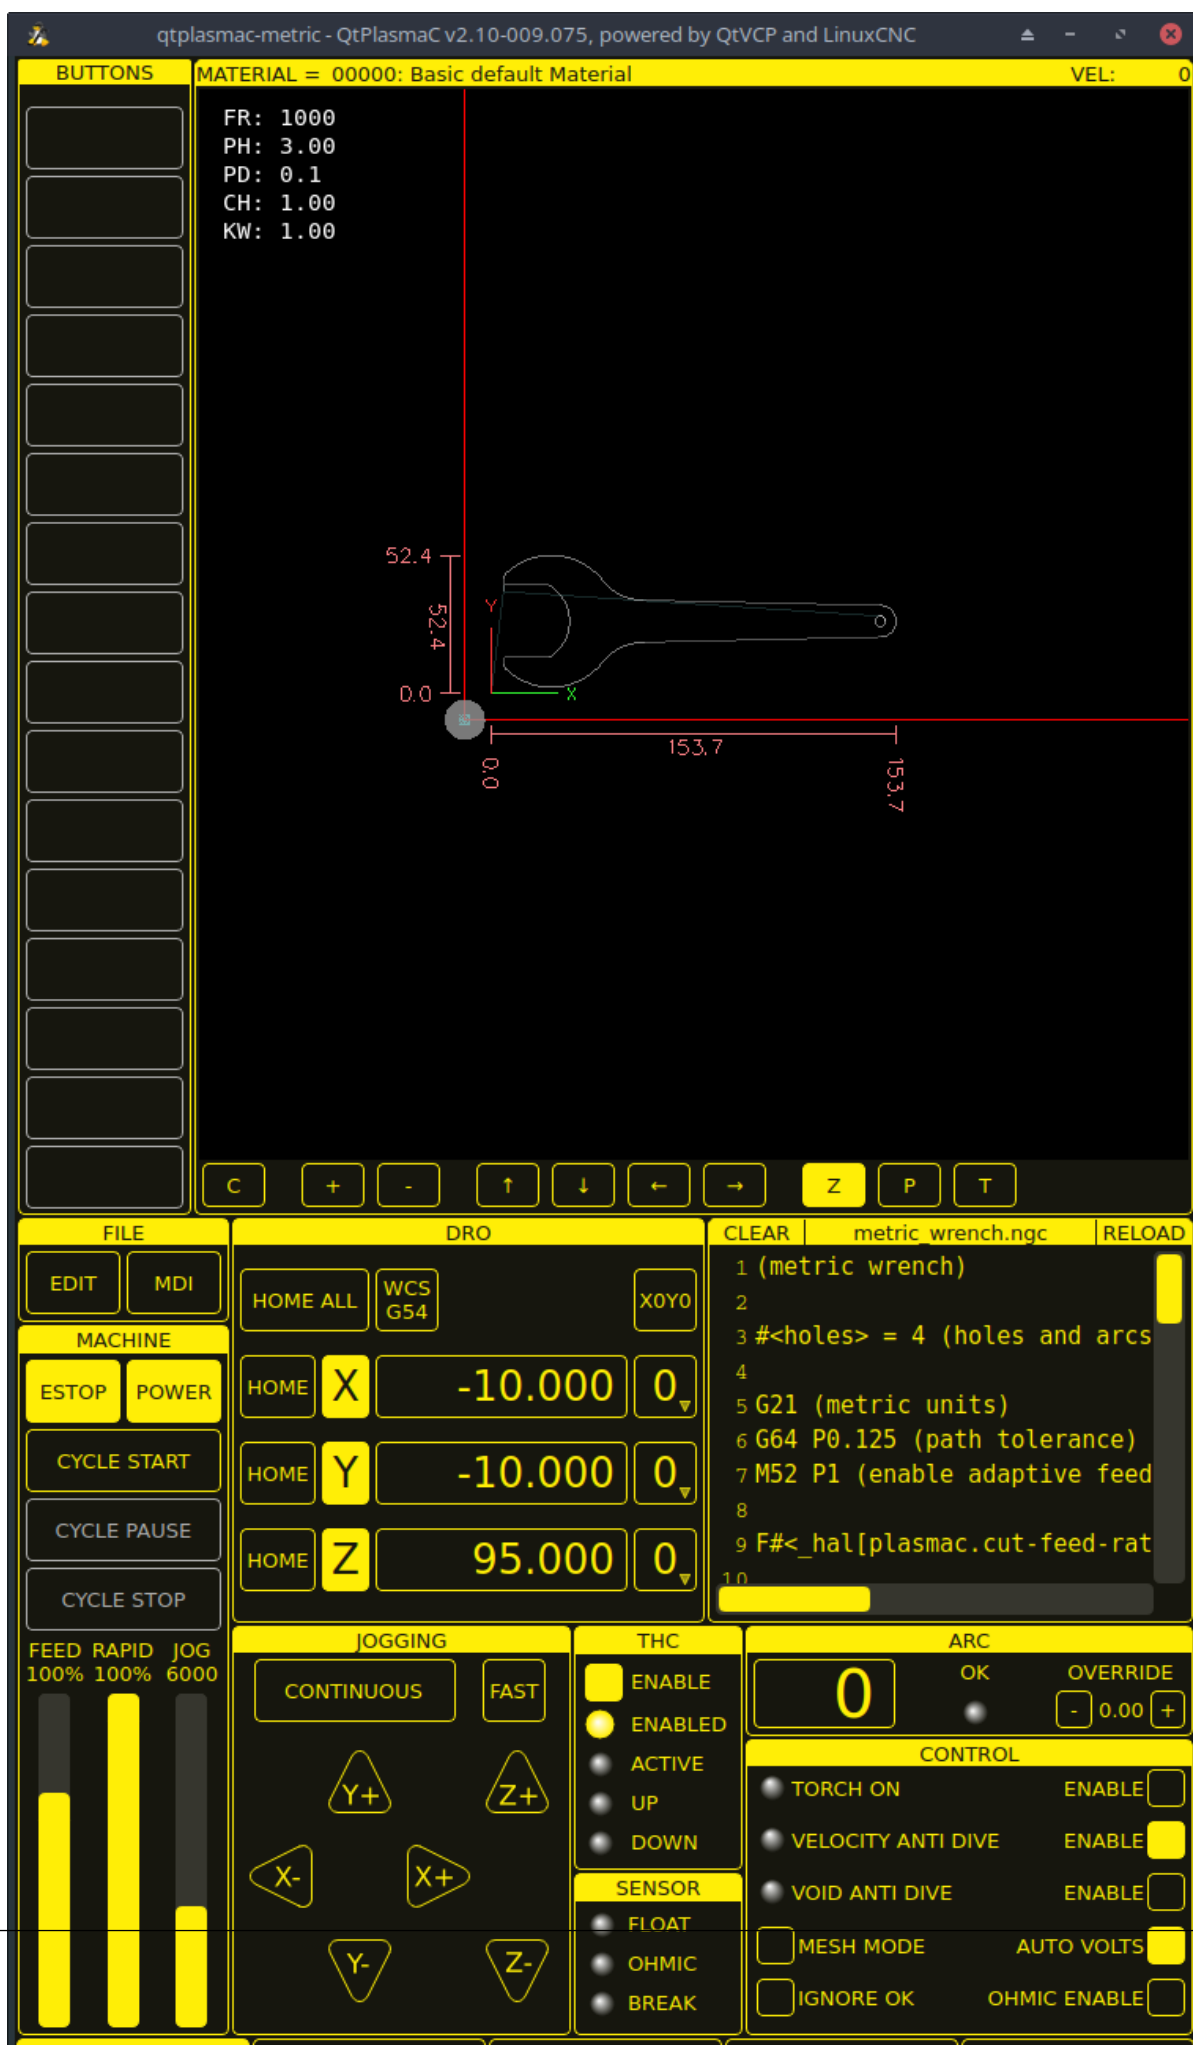 qtplasmac-metric - QtPlasmaC v2.10-009.075, powered by QtVCP and LinuxCNC
BUTTONS
MATERIAL = 00000: Basic default Material VEL: 0
FR: 1000
PH: 3.00
PD: 0.1
CH: 1.00
KW: 1.00
52.4
52.4
Y
0.0
X
153.7
0.0
153.7
C + - ↑ ↓ ← → Z P T
FILE
EDIT MDI
MACHINE
ESTOP POWER
CYCLE START
CYCLE PAUSE
CYCLE STOP
FEED RAPID JOG
100% 100% 6000
DRO
HOME ALL WCS G54 X0Y0
HOME X -10.000 0
HOME Y -10.000 0
HOME Z 95.000 0
CLEAR metric_wrench.ngc RELOAD
1 (metric wrench)
2
3 #<holes> = 4 (holes and arcs
4
5 G21 (metric units)
6 G64 P0.125 (path tolerance)
7 M52 P1 (enable adaptive feed
8
9 F#<_hal[plasmac.cut-feed-rat
10
JOGGING
CONTINUOUS FAST
Y+ Z+
X- X+
Y- Z-
THC
ENABLE
ENABLED
ACTIVE
UP
DOWN
SENSOR
FLOAT
OHMIC
BREAK
ARC
0 OK OVERRIDE
- 0.00 +
CONTROL
TORCH ON ENABLE
VELOCITY ANTI DIVE ENABLE
VOID ANTI DIVE ENABLE
MESH MODE AUTO VOLTS
IGNORE OK OHMIC ENABLE